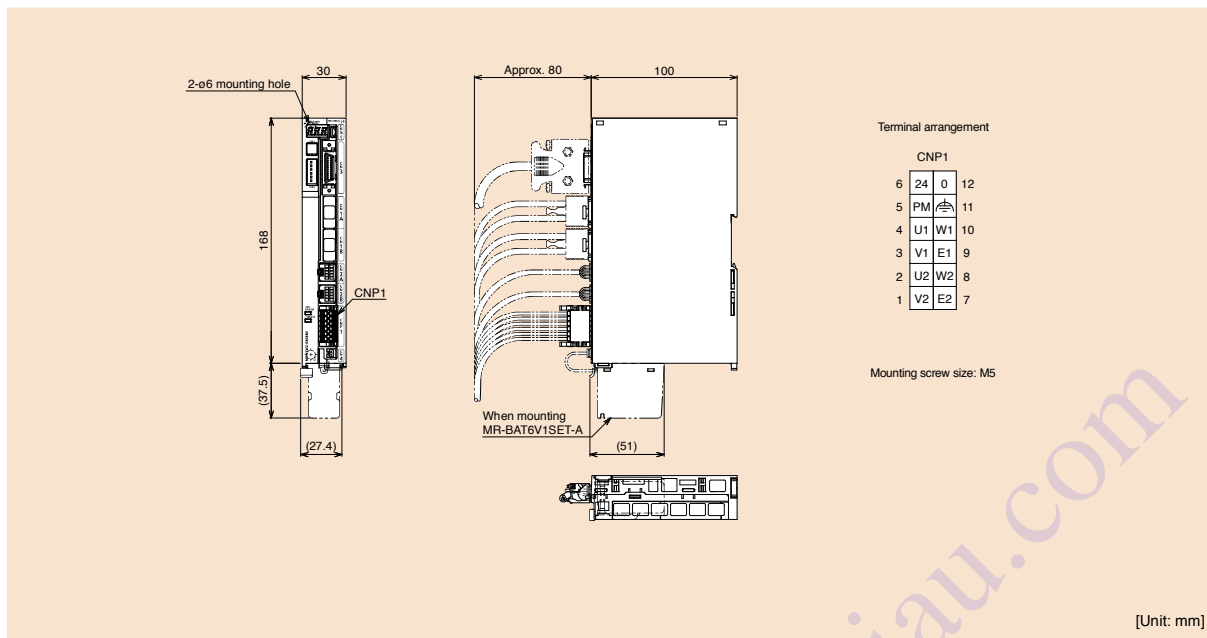 30
2-ø6 mounting hole
168
CNP1
(37.5)
(27.4)
Approx. 80
100
When mounting
MR-BAT6V1SET-A
(51)
Terminal arrangement
CNP1
6 24 0 12
5 PM 11
4 U1 W1 10
3 V1 E1 9
2 U2 W2 8
1 V2 E2 7
Mounting screw size: M5
[Unit: mm]